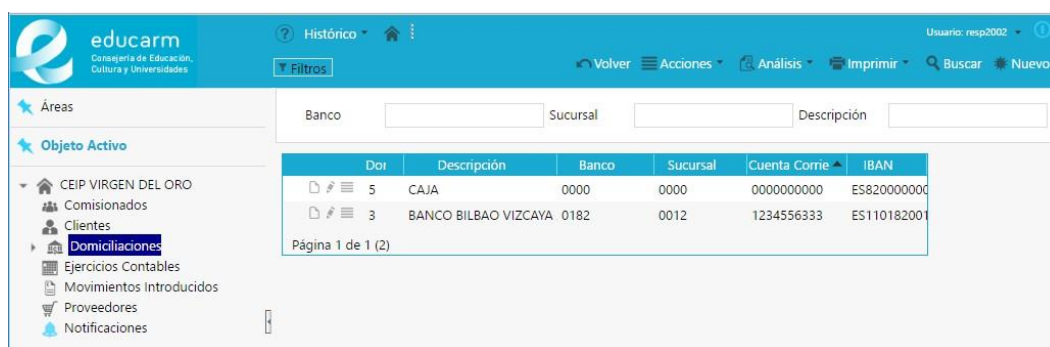 educarm
Consejería de Educación,
Cultura y Universidades
Histórico
Usuario: resp2002
Filtros
Volver Acciones Análisis Imprimir Buscar Nuevo
Áreas
Objeto Activo
CEIP VIRGEN DEL ORO
Comisionados
Clientes
Domiciliaciones
Ejercicios Contables
Movimientos Introducidos
Proveedores
Notificaciones
Banco Sucursal Descripción
Dor Descripción Banco Sucursal Cuenta Corrie IBAN
5 CAJA 0000 0000 0000000000 ES820000000
3 BANCO BILBAO VIZCAYA 0182 0012 1234556333 ES110182001
Página 1 de 1 (2)